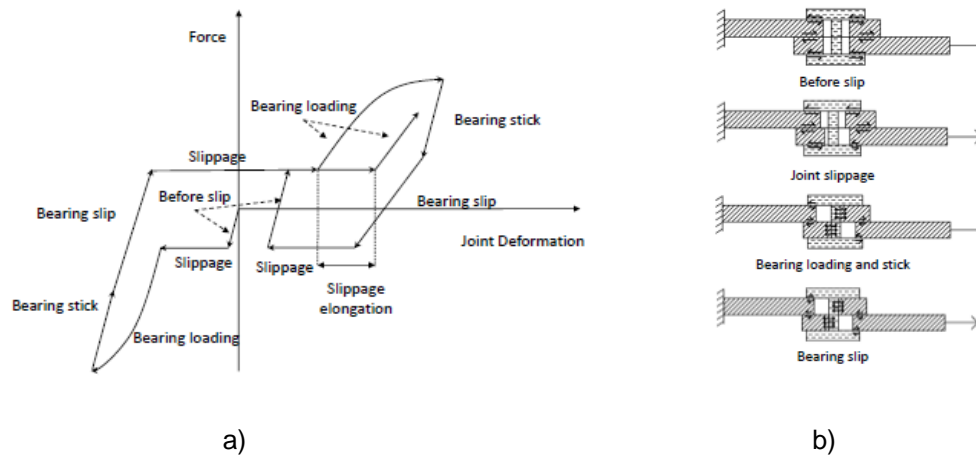 Force
Bearing loading
Bearing stick
Slippage
Before slip
Bearing slip
Bearing slip
Joint Deformation
Slippage
Slippage
Slippage
elongation
Bearing stick
Bearing loading
a)
Before slip
Joint slippage
Bearing loading and stick
Bearing slip
b)